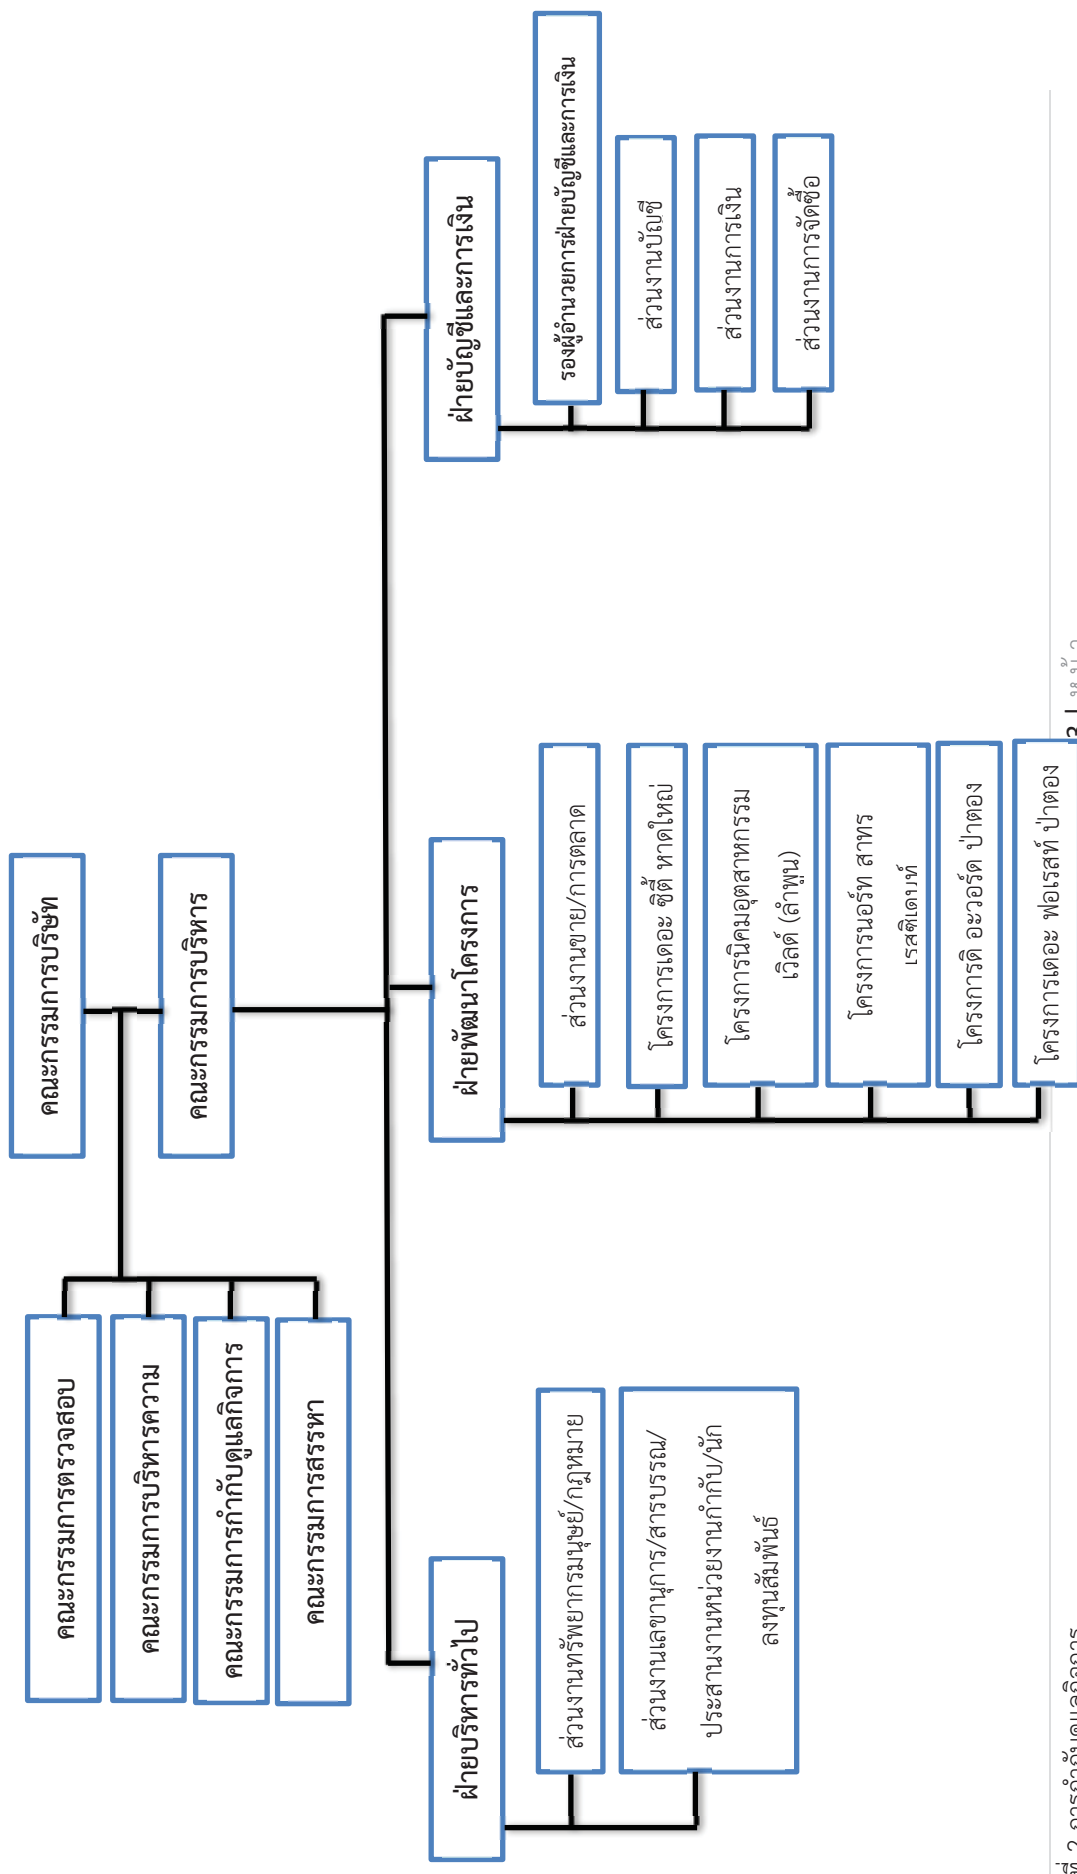 คณะกรรมการบริษัท
คณะกรรมการบริหาร
คณะกรรมการตรวจสอบ
คณะกรรมการบริหารความ
คณะกรรมการกำกับดูแลกิจการ
คณะกรรมการสรรหา
ฝ่ายบริหารทั่วไป
ส่วนงานทรัพยากรมนุษย์/กฎหมาย
ส่วนงานเลขานุการ/สารบรรณ/
ประสานงานหน่วยงานกำกับ/นัก
ลงทุนสัมพันธ์
ฝ่ายพัฒนาโครงการ
ส่วนงานขาย/การตลาด
โครงการเดอะ ซิตี้ หาดใหญ่
โครงการนิคมอุตสาหกรรม
เวิลด์ (ลำพูน)
โครงการนอร์ท สาทร
เรสซิเดนท์
โครงการดิ อะวอร์ด ป่าตอง
โครงการเดอะ ฟอเรสท์ ป่าตอง
ฝ่ายบัญชีและการเงิน
รองผู้อำนวยการฝ่ายบัญชีและการเงิน
ส่วนงานบัญชี
ส่วนงานการเงิน
ส่วนงานการจัดซื้อ
ที่ 2 การกำกับดูแลกิจการ
3 | หน้า